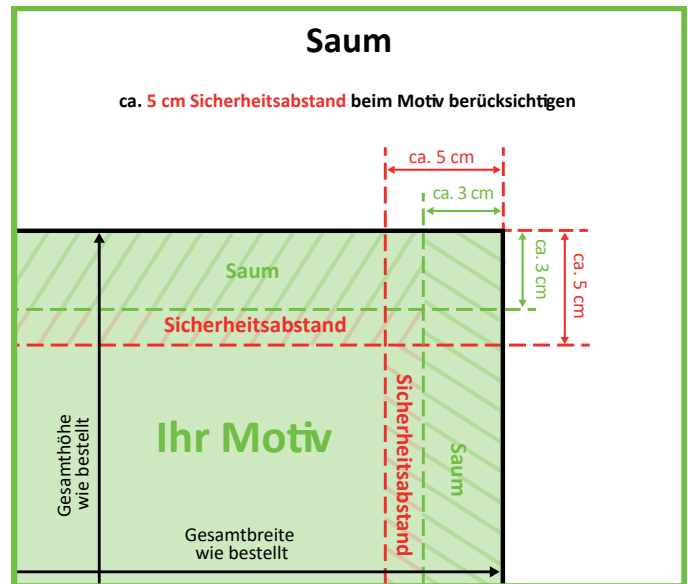 Saum
ca. 5 cm Sicherheitsabstand beim Motiv berücksichtigen
ca. 5 cm
ca. 3 cm
ca. 3 cm
ca. 5 cm
Saum
Sicherheitsabstand
Ihr Motiv
Gesamthöhe
wie bestellt
Sicherheitsabstand
Saum
Gesamtbreite
wie bestellt